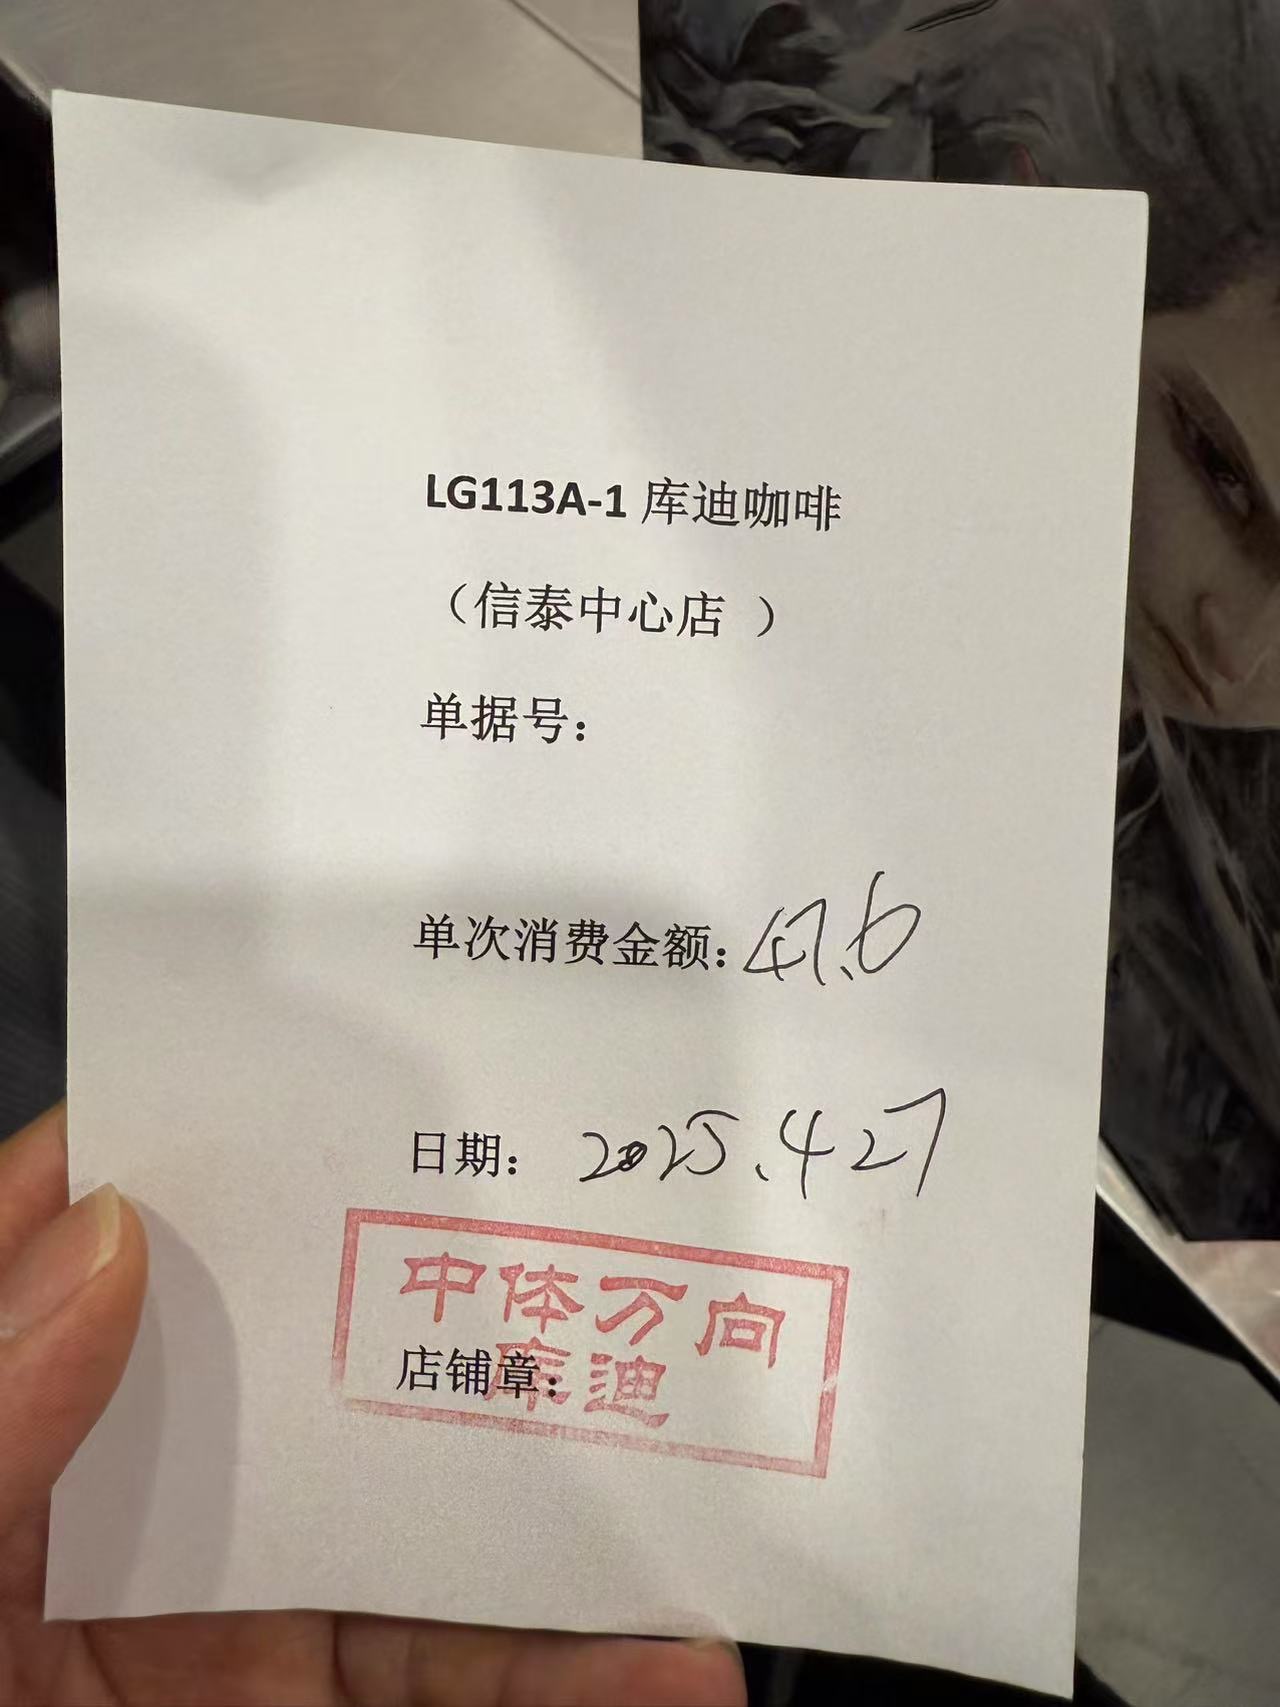 LG113A-1 库迪咖啡
（信泰中心店 ）
单据号：
单次消费金额：47.6
日期： 2025.4 27
中体万向
库迪
店铺章：